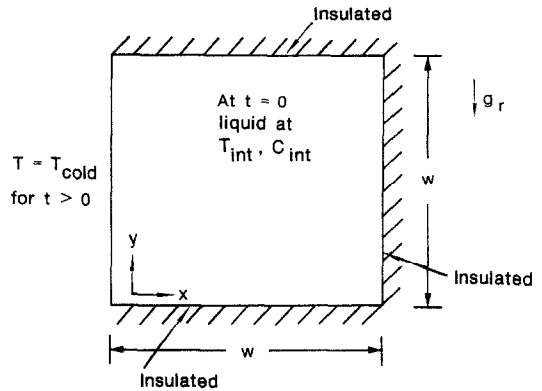 Insulated
At t = 0
liquid at
T_int , C_int
g_r
T = T_cold
for t > 0
w
y
x
Insulated
w
Insulated